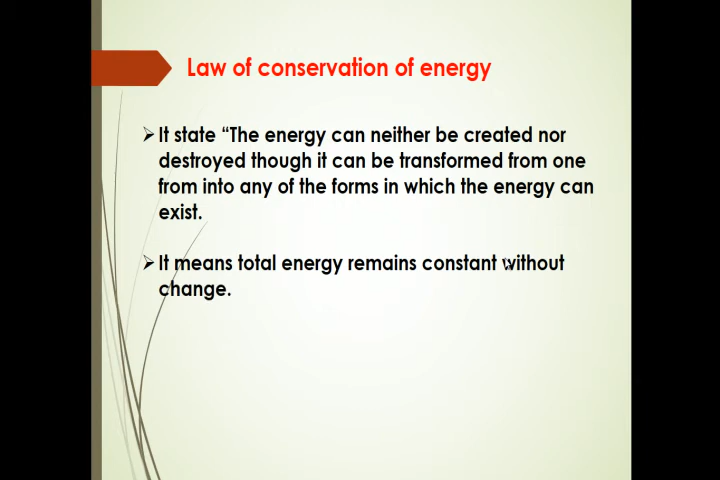 Law of conservation of energy
➢ It state “The energy can neither be created nor
destroyed though it can be transformed from one
from into any of the forms in which the energy can
exist.
➢ It means total energy remains constant without
change.